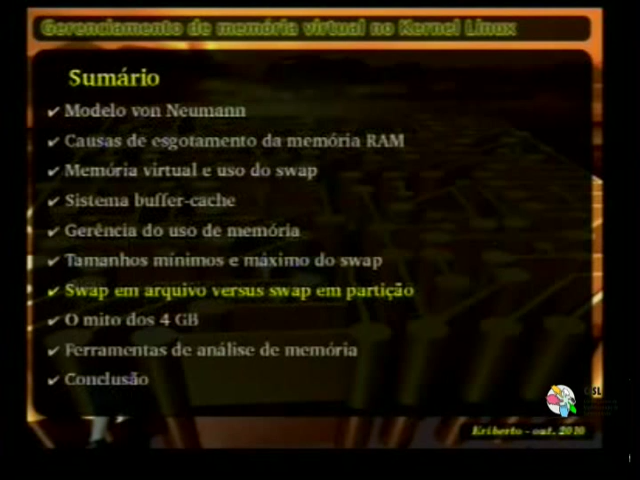 Gerenciamento de memória virtual no Kernel Linux
Sumário
✔ Modelo von Neumann
✔ Causas de esgotamento da memória RAM
✔ Memória virtual e uso do swap
✔ Sistema buffer-cache
✔ Gerência do uso de memória
✔ Tamanhos mínimos e máximo do swap
✔ Swap em arquivo versus swap em partição
✔ O mito dos 4 GB
✔ Ferramentas de análise de memória
✔ Conclusão
Eriberto - out. 2010